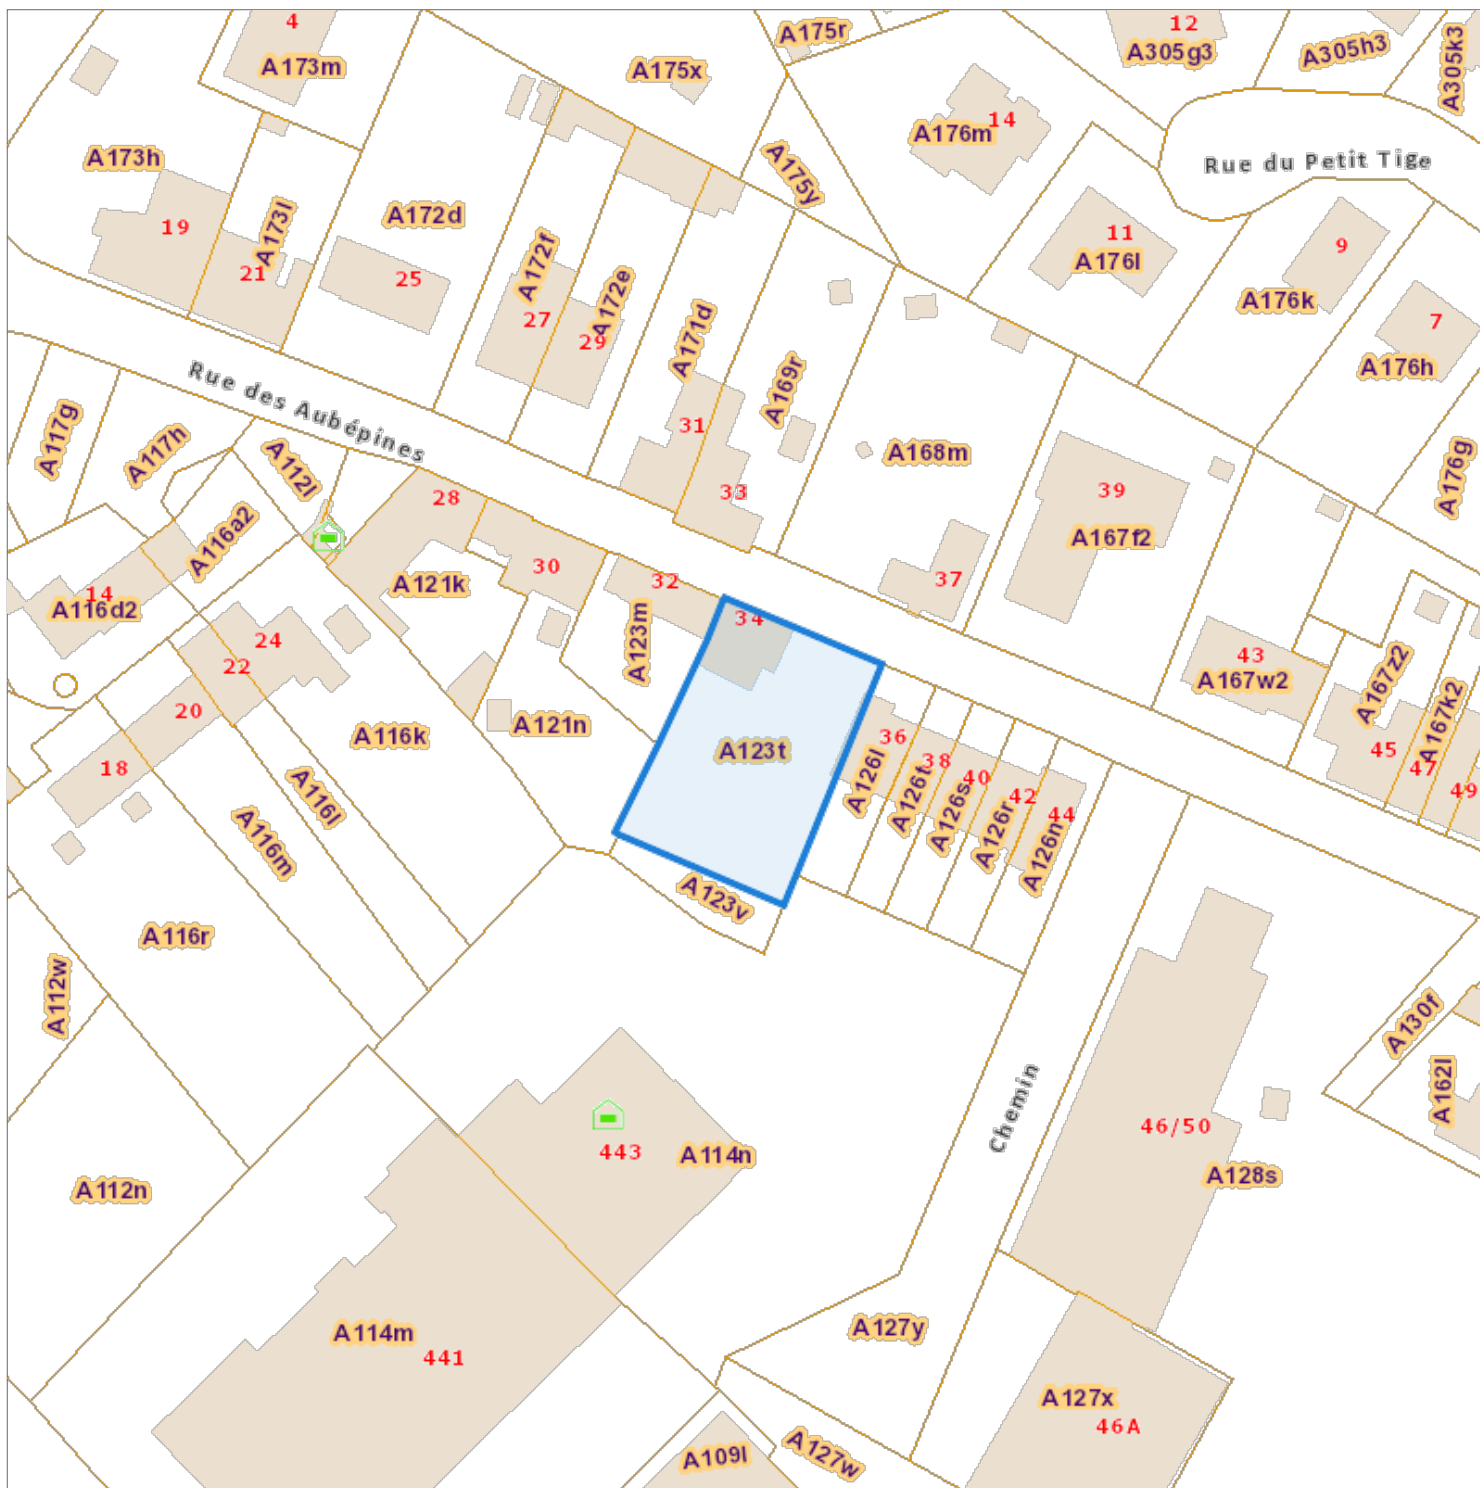 4
A173m
A175x
A175r
12
A305g3
A305h3
A305k3
A173h
A173l
19
21
A172d
25
A172f
27
A172e
29
A175y
A176m
14
Rue du Petit Tige
11
A176l
9
A176k
7
A176h
A176g
A171d
31
A169r
33
A168m
37
39
A167f2
Rue des Aubépines
A117g
A117h
A112l
28
A116a2
A121k
30
32
34
A123m
14
A116d2
24
22
20
18
A116k
A121n
A116l
A116m
A123t
36
A126l
38
A126t
40
A126s
42
A126r
44
A126n
43
A167w2
A167z2
A167k2
45
47
49
A123v
A116r
A112w
A112n
A130f
A162l
Chemin
46/50
A128s
443
A114n
A114m
441
A127y
A127x
46A
A109l
A127w